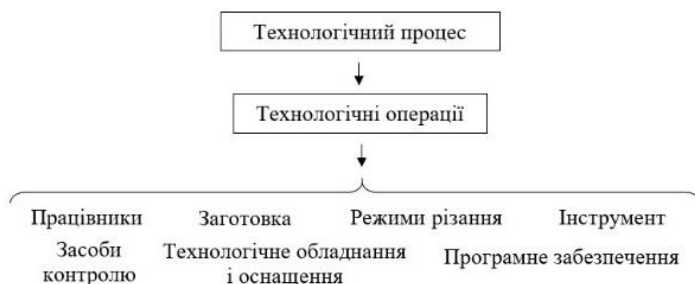 Технологічний процес
Технологічні операції
Працівники Заготовка Режими різання Інструмент
Засоби контролю Технологічне обладнання і оснащення Програмне забезпечення